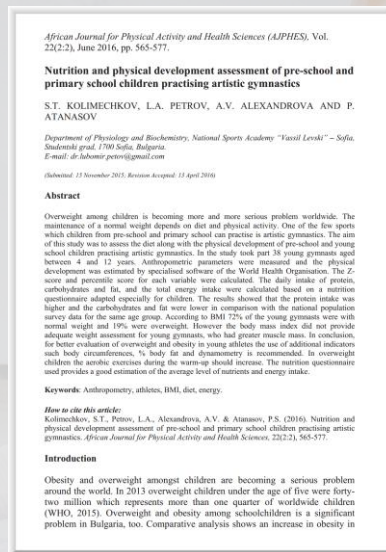 African Journal for Physical Activity and Health Sciences (AJPHES), Vol.
22(2:2), June 2016, pp. 565-577.
Nutrition and physical development assessment of pre-school and
primary school children practising artistic gymnastics
S.T. KOLIMECHKOV, L.A. PETROV, A.V. ALEXANDROVA AND P.
ATANASOV
Department of Physiology and Biochemistry, National Sports Academy "Vassil Levski" – Sofia,
Studentski grad, 1700 Sofia, Bulgaria.
E-mail: dr.lubomir.petov@gmail.com
(Submitted: 15 November 2015; Revision Accepted: 13 April 2016)
Abstract
Overweight among children is becoming more and more serious problem worldwide. The
maintenance of a normal weight depends on diet and physical activity. One of the few sports
which children from pre-school and primary school can practise is artistic gymnastics. The aim
of this study was to assess the diet along with the physical development of pre-school and young
school children practising artistic gymnastics. In the study took part 38 young gymnasts aged
between 4 and 12 years. Anthropometric parameters were measured and the physical
development was estimated by specialised software of the World Health Organisation. The Z-
score and percentile score for each variable were calculated. The daily intake of protein,
carbohydrates and fat, and the total energy intake were calculated based on a nutrition
questionnaire adapted especially for children. The results showed that the protein intake was
higher and the carbohydrates and fat were lower in comparison with the national population
survey data for the same age group. According to BMI 72% of the young gymnasts were with
normal weight and 19% were overweight. However the body mass index did not provide
adequate weight assessment for young gymnasts, who had greater muscle mass. In conclusion,
for better evaluation of overweight and obesity in young athletes the use of additional indicators
such body circumferences, % body fat and dynamometry is recommended. In overweight
children the aerobic exercises during the warm-up should increase. The nutrition questionnaire
used provides a good estimation of the average level of nutrients and energy intake.
Keywords: Anthropometry, athletes, BMI, diet, energy.
How to cite this article:
Kolimechkov, S.T., Petrov, L.A., Alexandrova, A.V. & Atanasov, P.S. (2016). Nutrition and
physical development assessment of pre-school and primary school children practising artistic
gymnastics. African Journal for Physical Activity and Health Sciences, 22(2:2), 565-577.
Introduction
Obesity and overweight amongst children are becoming a serious problem
around the world. In 2013 overweight children under the age of five were forty-
two million which represents more than one quarter of worldwide children
(WHO, 2015). Overweight and obesity among schoolchildren is a significant
problem in Bulgaria, too. Comparative analysis shows an increase of obesity in